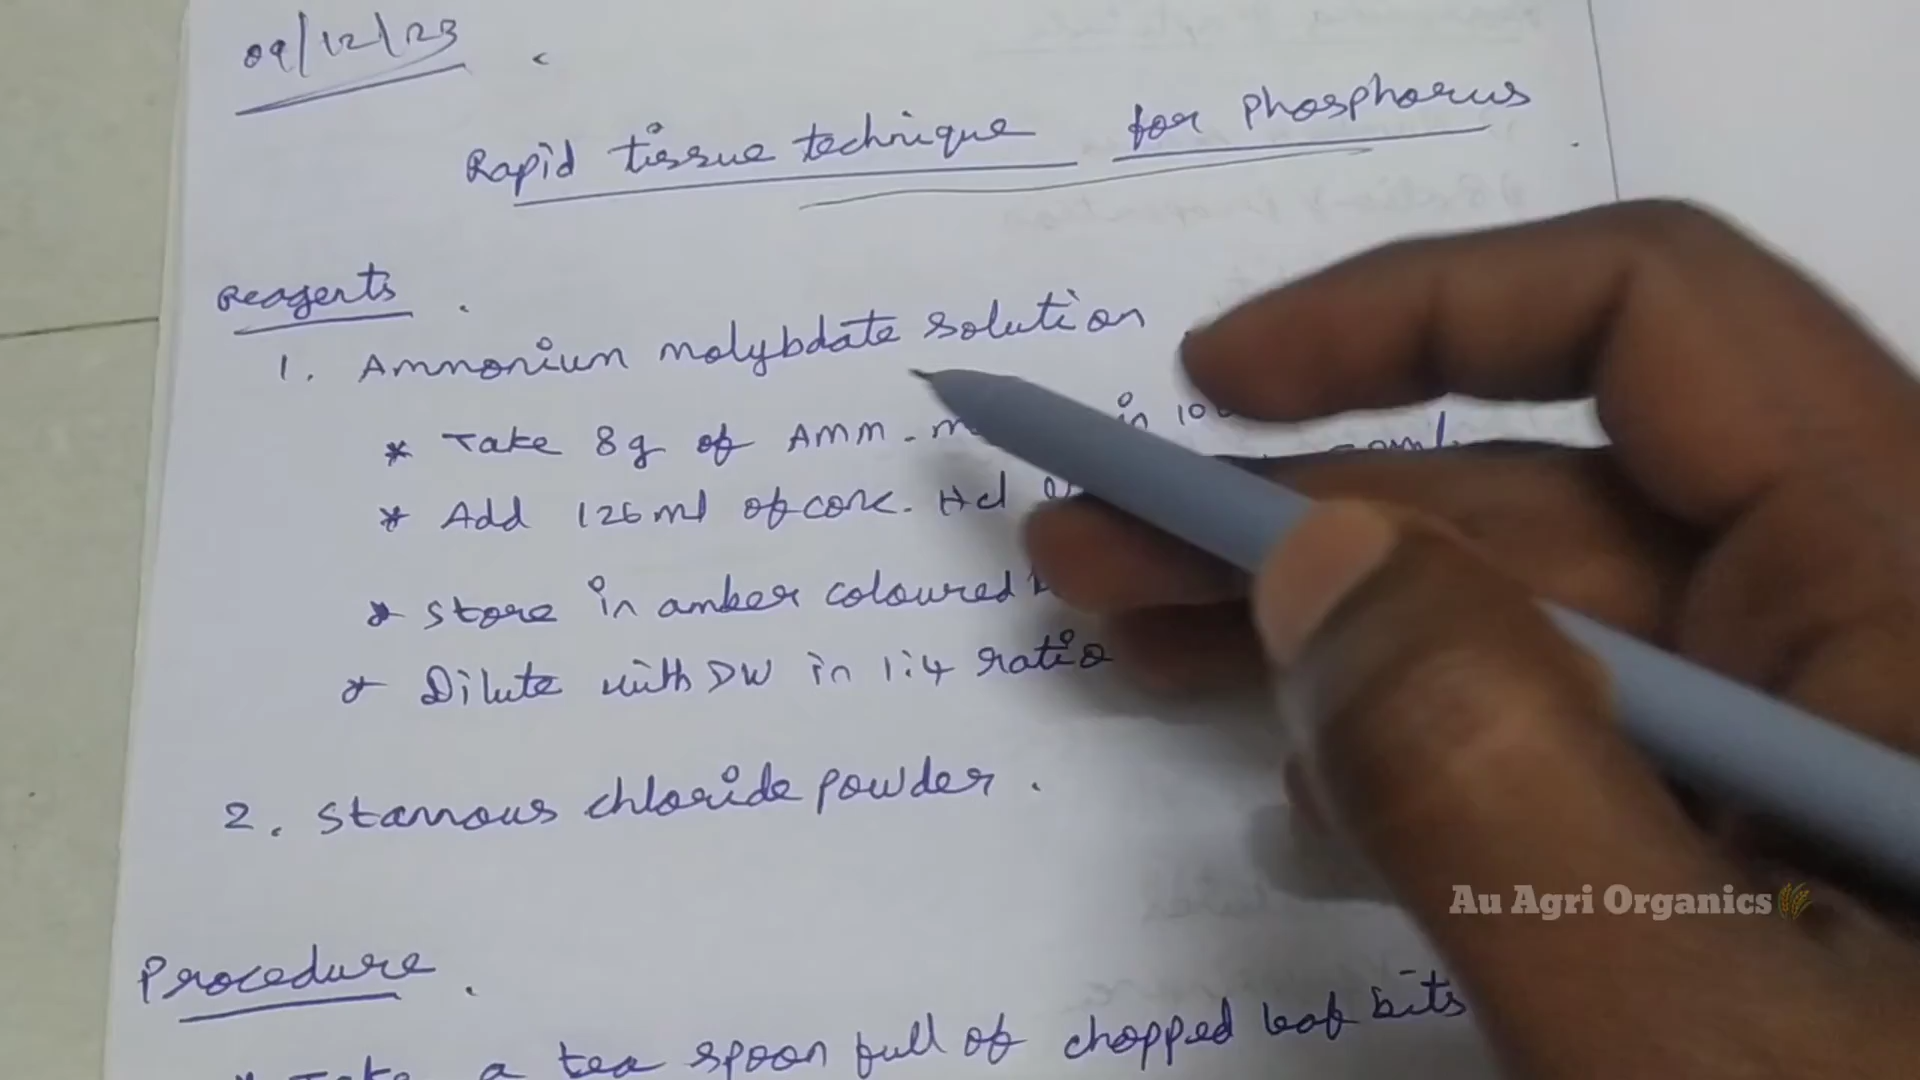 09/12/23
Rapid tissue technique for Phosphorus
Reagents
1. Ammonium molybdate solution
* Take 8g of Amm. in
* Add 126 ml of conc. Hcl
* Store in amber coloured
* Dilute with DW in 1:4 ratio
2. Stannous chloride powder.
Procedure
* Take a tea spoon full of chopped leaf bits
Au Agri Organics